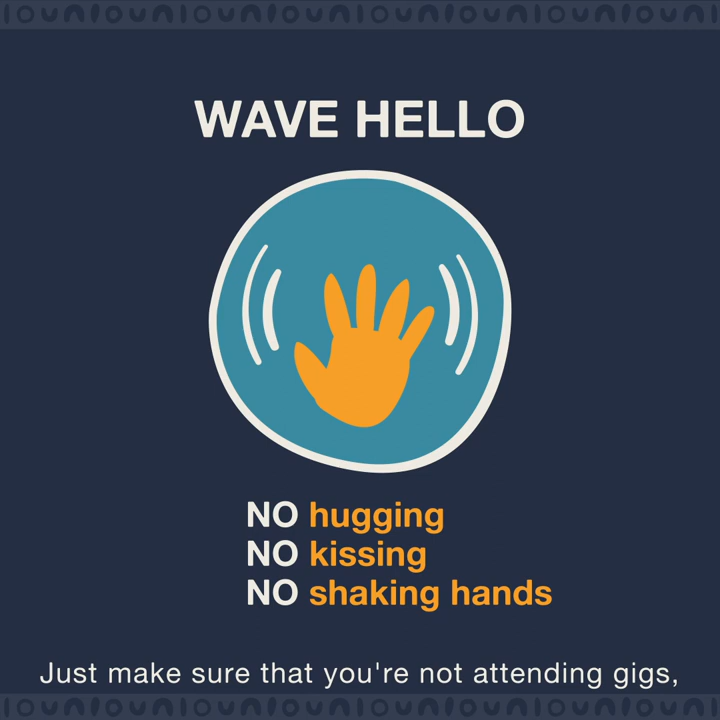 WAVE HELLO
NO hugging
NO kissing
NO shaking hands
Just make sure that you're not attending gigs,